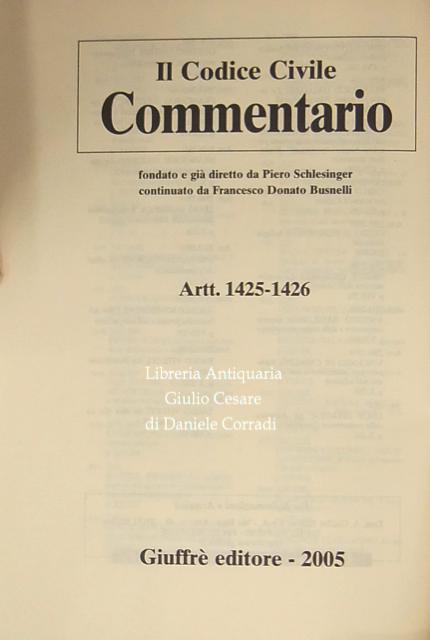 Il Codice Civile
Commentario
fondato e già diretto da Piero Schlesinger
continuato da Francesco Donato Busnelli
Artt. 1425-1426
Libreria Antiquaria
Giulio Cesare
di Daniele Corradi
Giuffrè editore - 2005